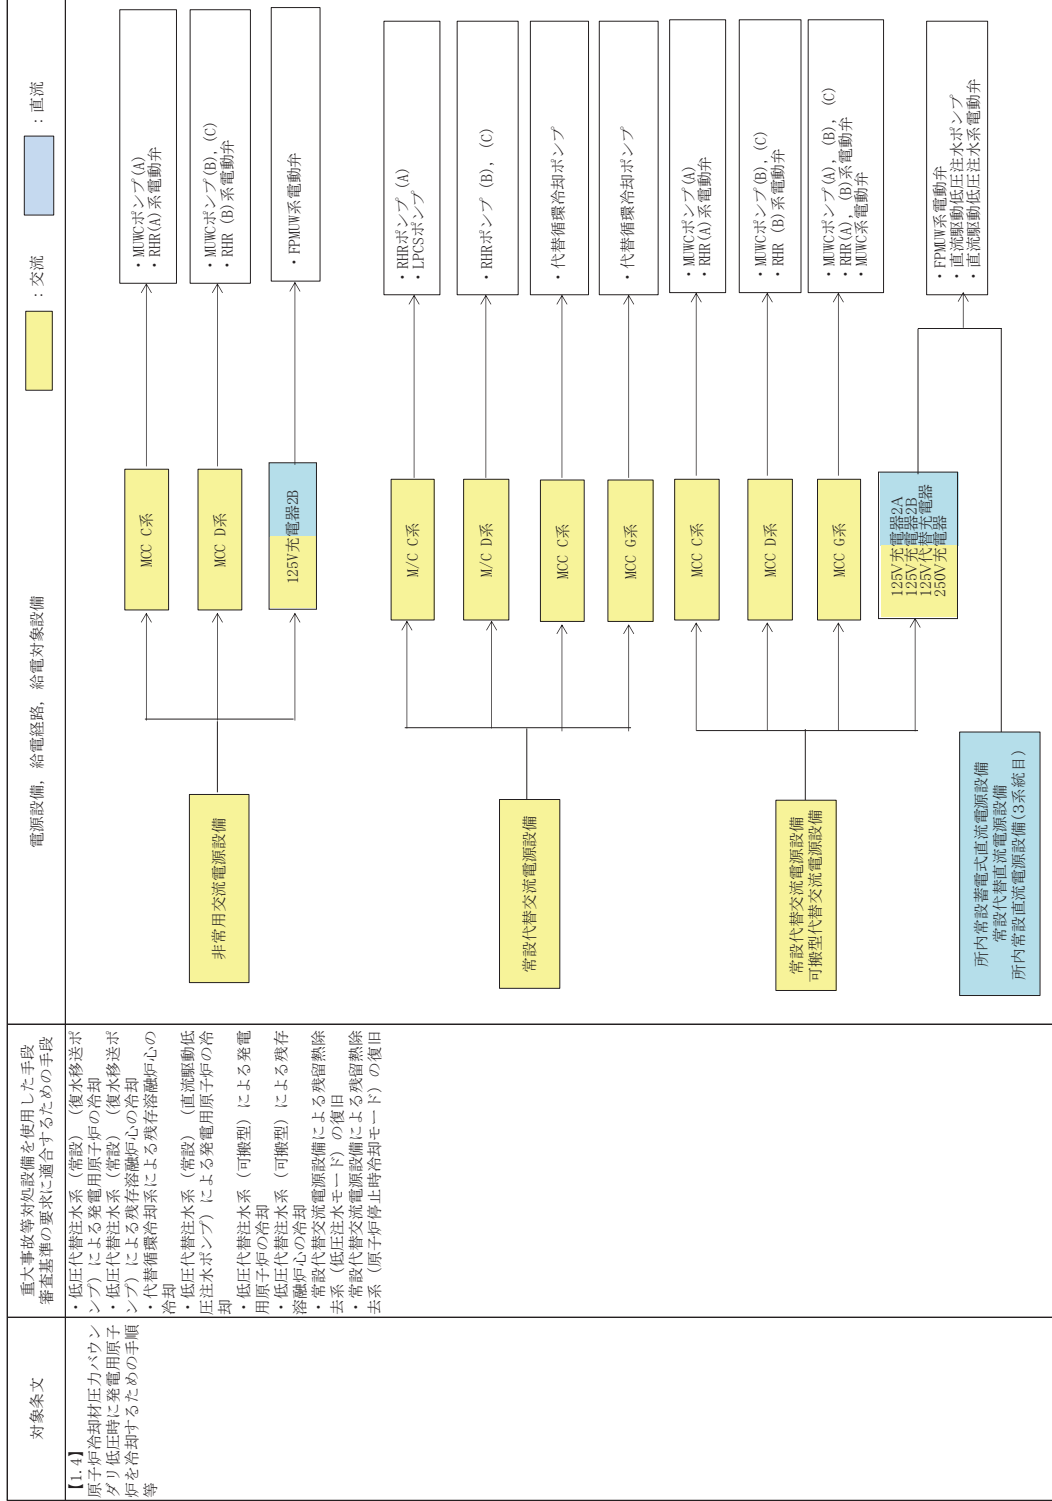 対象条文
重大事故等対処設備を使用した手段
審査基準の要求に適合するための手段
電源設備，給電経路，給電対象設備
：交流
：直流
【1.4】
原子炉冷却材圧力バウン
ダリ低圧時に発電用原子
炉を冷却するための手順
等
・低圧代替注水系（常設）（復水移送ポ
ンプ）による発電用原子炉の冷却
・低圧代替注水系（常設）（復水移送ポ
ンプ）による残存溶融炉心の冷却
・代替循環冷却系による残存溶融炉心の
冷却
・低圧代替注水系（常設）（直流駆動低
圧注水ポンプ）による発電用原子炉の冷
却
・低圧代替注水系（可搬型）による発電
用原子炉の冷却
・低圧代替注水系（可搬型）による残存
溶融炉心の冷却
・常設代替交流電源設備による残留熱除
去系（低圧注水モード）の復旧
・常設代替交流電源設備による残留熱除
去系（原子炉停止時冷却モード）の復旧
非常用交流電源設備
MCC C系
・MUWCポンプ(A)
・RHR(A)系電動弁
MCC D系
・MUWCポンプ(B), (C)
・RHR (B)系電動弁
125V充電器2B
・FPMUW系電動弁
常設代替交流電源設備
M/C C系
・RHRポンプ (A)
・LPCSポンプ
M/C D系
・RHRポンプ (B), (C)
MCC C系
・代替循環冷却ポンプ
MCC G系
・代替循環冷却ポンプ
常設代替交流電源設備
可搬型代替交流電源設備
MCC C系
・MUWCポンプ(A)
・RHR(A)系電動弁
MCC D系
・MUWCポンプ(B), (C)
・RHR (B)系電動弁
MCC G系
・MUWCポンプ(A), (B), (C)
・RHR(A), (B)系電動弁
・MUWC系電動弁
125V充電器2A
125V充電器2B
125V代替充電器
250V充電器
・FPMUW系電動弁
・直流駆動低圧注水ポンプ
・直流駆動低圧注水系電動弁
所内常設蓄電式直流電源設備
常設代替直流電源設備
所内常設直流電源設備(3系統目)